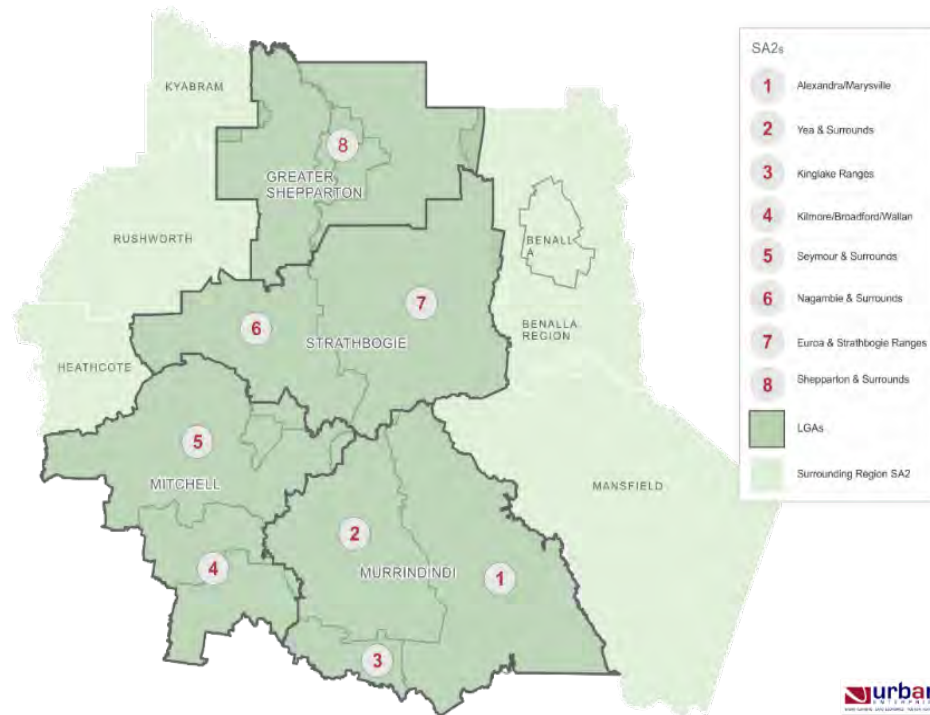 KYABRAM
8
GREATER
SHEPPARTON
RUSHWORTH
BENALL
A
7
6
STRATHBOGIE
BENALLA
REGION
HEATHCOTE
5
MITCHELL
MANSFIELD
2
4
MURRINDINDI
1
3
SA2s
1 Alexandra/Marysville
2 Yea & Surrounds
3 Kinglake Ranges
4 Kilmore/Broadford/Wallan
5 Seymour & Surrounds
6 Nagambie & Surrounds
7 Euroa & Strathbogie Ranges
8 Shepparton & Surrounds
LGAs
Surrounding Region SA2
urban
ENTERPRISE